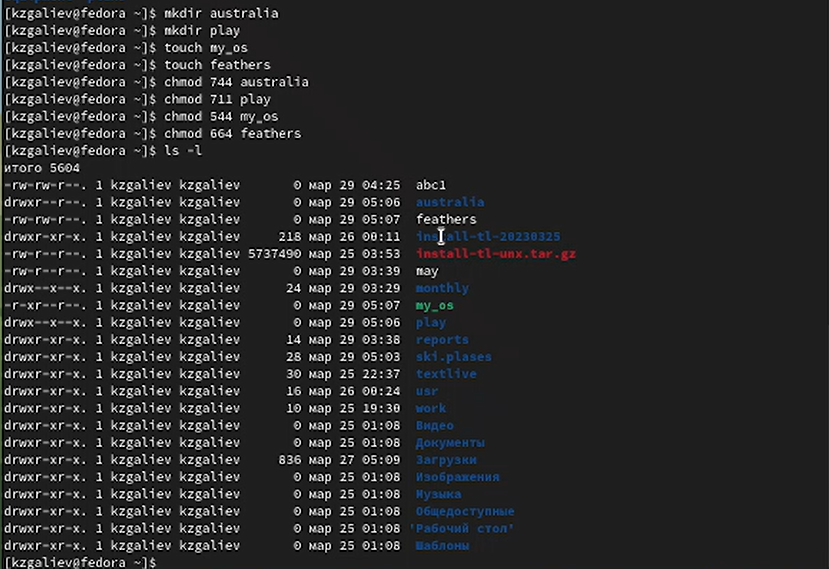 [kzgaliev@fedora ~]$ mkdir australia
[kzgaliev@fedora ~]$ mkdir play
[kzgaliev@fedora ~]$ touch my_os
[kzgaliev@fedora ~]$ touch feathers
[kzgaliev@fedora ~]$ chmod 744 australia
[kzgaliev@fedora ~]$ chmod 711 play
[kzgaliev@fedora ~]$ chmod 544 my_os
[kzgaliev@fedora ~]$ chmod 664 feathers
[kzgaliev@fedora ~]$ ls -l
итого 5604
-rw-rw-r--. 1 kzgaliev kzgaliev 0 мар 29 04:25 abc1
drwxr--r--. 1 kzgaliev kzgaliev 0 мар 29 05:06 australia
-rw-rw-r--. 1 kzgaliev kzgaliev 0 мар 29 05:07 feathers
drwxr-xr-x. 1 kzgaliev kzgaliev 218 мар 26 00:11 install-tl-20230325
-rw-r--r--. 1 kzgaliev kzgaliev 5737490 мар 25 03:53 install-tl-unx.tar.gz
-rw-r--r--. 1 kzgaliev kzgaliev 0 мар 29 03:39 may
drwx--x--x. 1 kzgaliev kzgaliev 24 мар 29 03:29 monthly
-r-xr--r--. 1 kzgaliev kzgaliev 0 мар 29 05:07 my_os
drwx--x--x. 1 kzgaliev kzgaliev 0 мар 29 05:06 play
drwxr-xr-x. 1 kzgaliev kzgaliev 14 мар 29 03:38 reports
drwxr-xr-x. 1 kzgaliev kzgaliev 28 мар 29 05:03 ski.plases
drwxr-xr-x. 1 kzgaliev kzgaliev 30 мар 25 22:37 textlive
drwxr-xr-x. 1 kzgaliev kzgaliev 16 мар 26 00:24 usr
drwxr-xr-x. 1 kzgaliev kzgaliev 10 мар 25 19:30 work
drwxr-xr-x. 1 kzgaliev kzgaliev 0 мар 25 01:08 Видео
drwxr-xr-x. 1 kzgaliev kzgaliev 0 мар 25 01:08 Документы
drwxr-xr-x. 1 kzgaliev kzgaliev 836 мар 27 05:09 Загрузки
drwxr-xr-x. 1 kzgaliev kzgaliev 0 мар 25 01:08 Изображения
drwxr-xr-x. 1 kzgaliev kzgaliev 0 мар 25 01:08 Музыка
drwxr-xr-x. 1 kzgaliev kzgaliev 0 мар 25 01:08 Общедоступные
drwxr-xr-x. 1 kzgaliev kzgaliev 0 мар 25 01:08 'Рабочий стол'
drwxr-xr-x. 1 kzgaliev kzgaliev 0 мар 25 01:08 Шаблоны
[kzgaliev@fedora ~]$